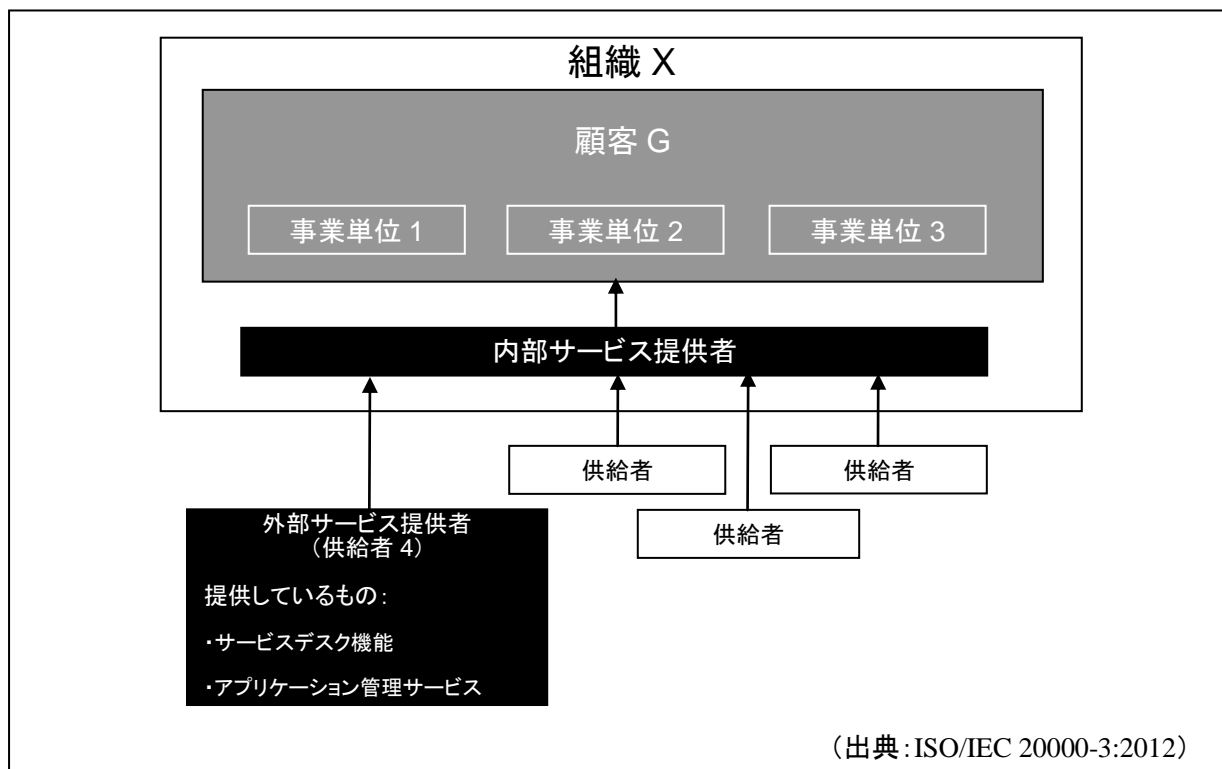 組織 X
顧客 G
事業単位 1
事業単位 2
事業単位 3
内部サービス提供者
供給者
供給者
供給者
外部サービス提供者
（供給者 4）
提供しているもの：
・サービスデスク機能
・アプリケーション管理サービス
（出典：ISO/IEC 20000-3:2012）